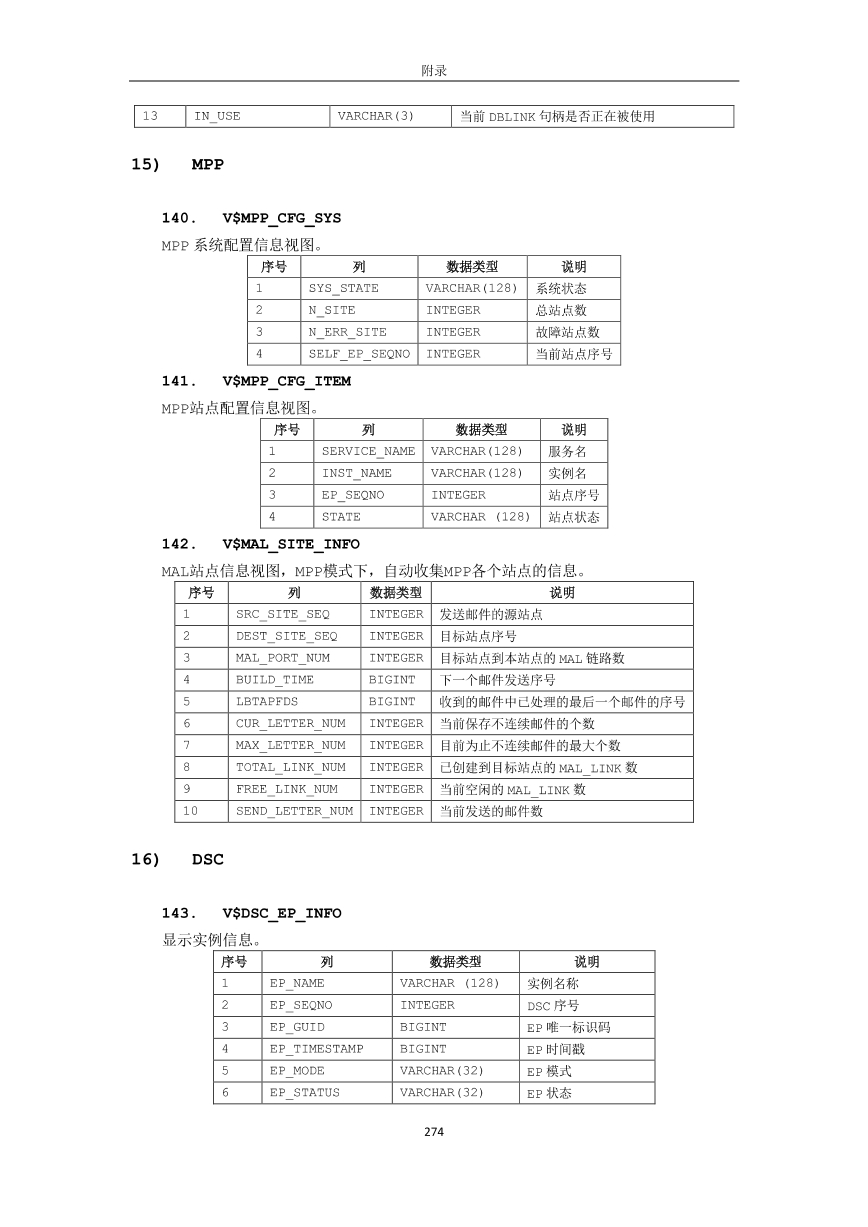 附录
13 IN_USE VARCHAR(3) 当前 DBLINK 句柄是否正在被使用
15) MPP
140. V$MPP_CFG_SYS
MPP 系统配置信息视图。
序号 列 数据类型 说明
1 SYS_STATE VARCHAR(128) 系统状态
2 N_SITE INTEGER 总站点数
3 N_ERR_SITE INTEGER 故障站点数
4 SELF_EP_SEQNO INTEGER 当前站点序号
141. V$MPP_CFG_ITEM
MPP站点配置信息视图。
序号 列 数据类型 说明
1 SERVICE_NAME VARCHAR(128) 服务名
2 INST_NAME VARCHAR(128) 实例名
3 EP_SEQNO INTEGER 站点序号
4 STATE VARCHAR (128) 站点状态
142. V$MAL_SITE_INFO
MAL站点信息视图，MPP模式下，自动收集MPP各个站点的信息。
序号 列 数据类型 说明
1 SRC_SITE_SEQ INTEGER 发送邮件的源站点
2 DEST_SITE_SEQ INTEGER 目标站点序号
3 MAL_PORT_NUM INTEGER 目标站点到本站点的 MAL 链路数
4 BUILD_TIME BIGINT 下一个邮件发送序号
5 LBTAPFDS BIGINT 收到的邮件中已处理的最后一个邮件的序号
6 CUR_LETTER_NUM INTEGER 当前保存不连续邮件的个数
7 MAX_LETTER_NUM INTEGER 目前为止不连续邮件的最大个数
8 TOTAL_LINK_NUM INTEGER 已创建到目标站点的 MAL_LINK 数
9 FREE_LINK_NUM INTEGER 当前空闲的 MAL_LINK 数
10 SEND_LETTER_NUM INTEGER 当前发送的邮件数
16) DSC
143. V$DSC_EP_INFO
显示实例信息。
序号 列 数据类型 说明
1 EP_NAME VARCHAR (128) 实例名称
2 EP_SEQNO INTEGER DSC 序号
3 EP_GUID BIGINT EP 唯一标识码
4 EP_TIMESTAMP BIGINT EP 时间戳
5 EP_MODE VARCHAR(32) EP 模式
6 EP_STATUS VARCHAR(32) EP 状态
274